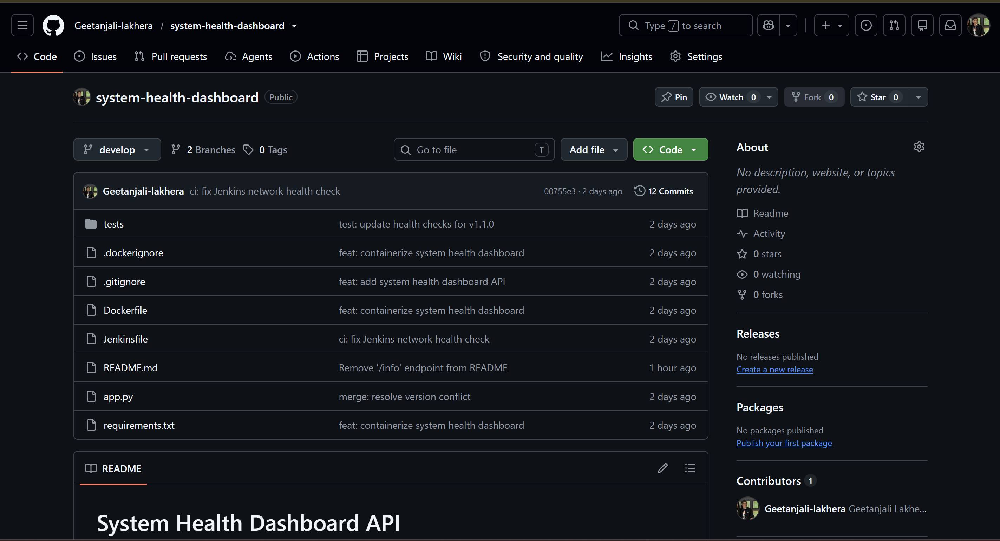 Geetanjali-lakhera / system-health-dashboard
Type / to search
Code Issues Pull requests Agents Actions Projects Wiki Security and quality Insights Settings
system-health-dashboard Public
Pin Watch 0 Fork 0 Star 0
develop 2 Branches 0 Tags Go to file T Add file Code
Geetanjali-lakhera ci: fix Jenkins network health check 00755e3 · 2 days ago 12 Commits
tests test: update health checks for v1.1.0 2 days ago
.dockerignore feat: containerize system health dashboard 2 days ago
.gitignore feat: add system health dashboard API 2 days ago
Dockerfile feat: containerize system health dashboard 2 days ago
Jenkinsfile ci: fix Jenkins network health check 2 days ago
README.md Remove '/info' endpoint from README 1 hour ago
app.py merge: resolve version conflict 2 days ago
requirements.txt feat: containerize system health dashboard 2 days ago
README
System Health Dashboard API
About
No description, website, or topics
provided.
Readme
Activity
0 stars
0 watching
0 forks
Releases
No releases published
Create a new release
Packages
No packages published
Publish your first package
Contributors 1
Geetanjali-lakhera Geetanjali Lakhe...